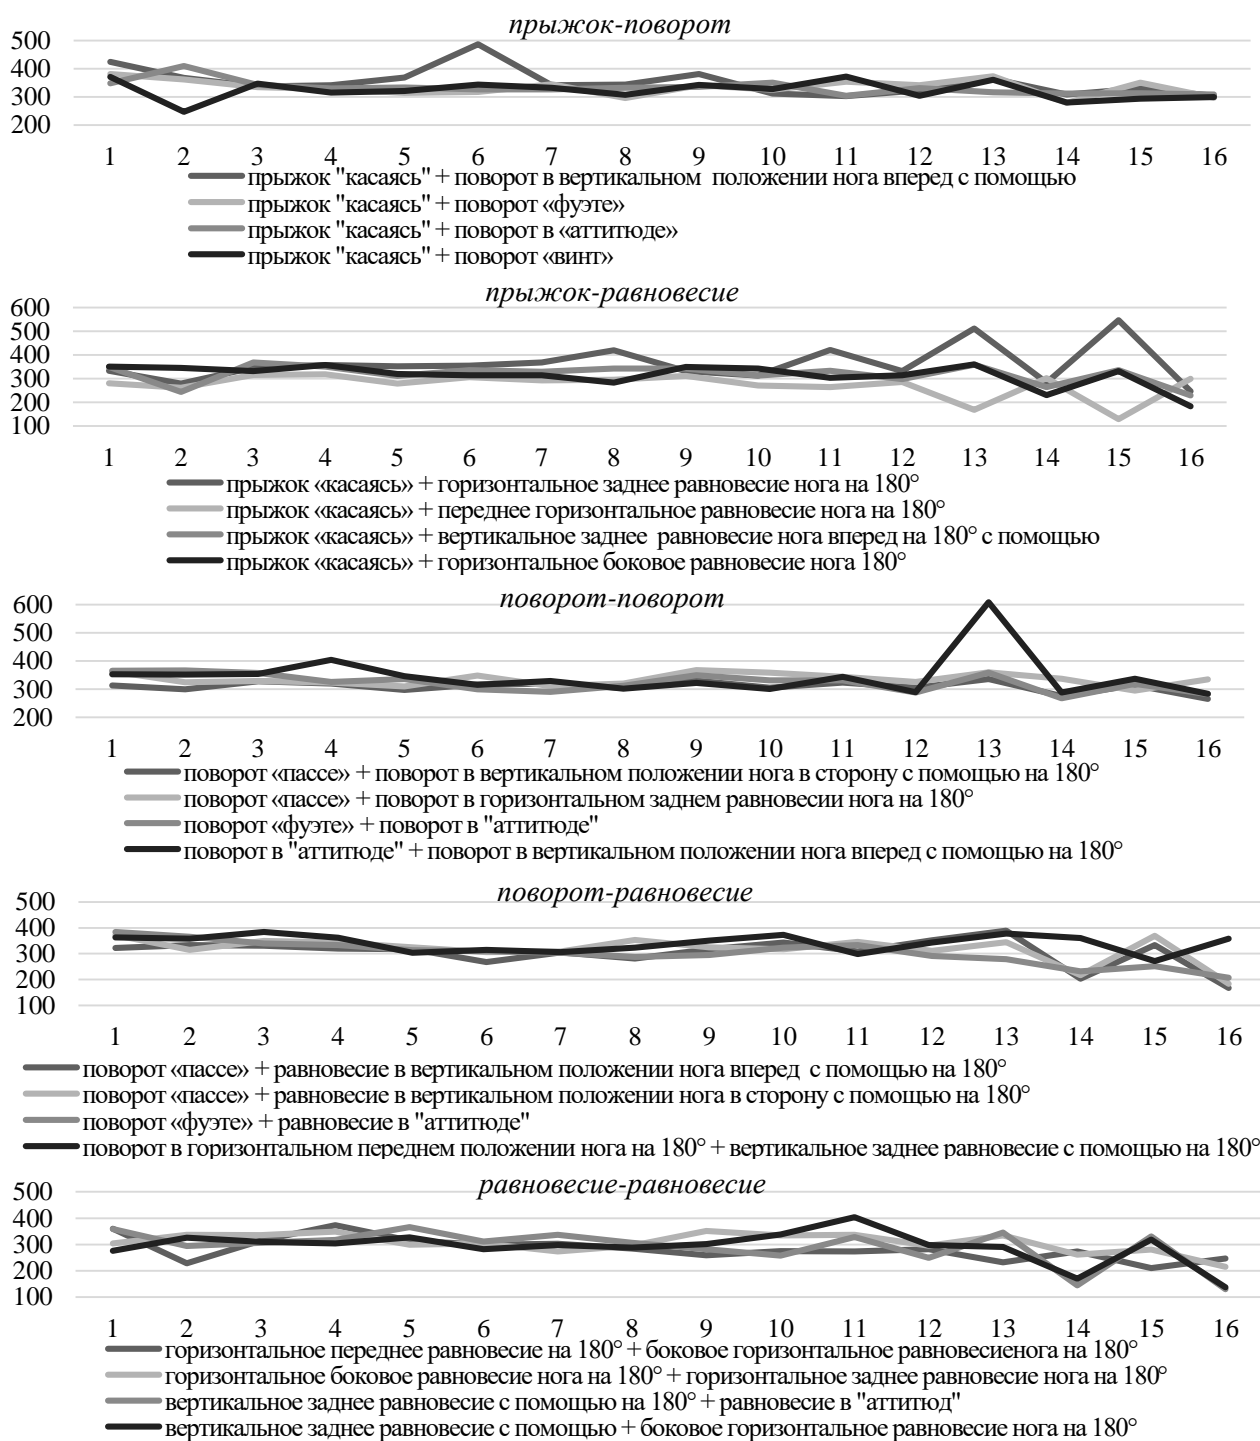 прыжок-поворот
500
400
300
200
1 2 3 4 5 6 7 8 9 10 11 12 13 14 15 16
прыжок "касаясь" + поворот в вертикальном положении нога вперед с помощью
прыжок "касаясь" + поворот «фуэте»
прыжок "касаясь" + поворот в «аттитюде»
прыжок "касаясь" + поворот «винт»
прыжок-равновесие
600
500
400
300
200
100
1 2 3 4 5 6 7 8 9 10 11 12 13 14 15 16
прыжок «касаясь» + горизонтальное заднее равновесие нога на 180°
прыжок «касаясь» + переднее горизонтальное равновесие нога на 180°
прыжок «касаясь» + вертикальное заднее равновесие нога вперед на 180° с помощью
прыжок «касаясь» + горизонтальное боковое равновесие нога 180°
поворот-поворот
600
500
400
300
200
1 2 3 4 5 6 7 8 9 10 11 12 13 14 15 16
поворот «пассе» + поворот в вертикальном положении нога в сторону с помощью на 180°
поворот «пассе» + поворот в горизонтальном заднем равновесии нога на 180°
поворот «фуэте» + поворот в "аттитюде"
поворот в "аттитюде" + поворот в вертикальном положении нога вперед с помощью на 180°
поворот-равновесие
500
400
300
200
100
1 2 3 4 5 6 7 8 9 10 11 12 13 14 15 16
поворот «пассе» + равновесие в вертикальном положении нога вперед с помощью на 180°
поворот «пассе» + равновесие в вертикальном положении нога в сторону с помощью на 180°
поворот «фуэте» + равновесие в "аттитюде"
поворот в горизонтальном переднем положении нога на 180° + вертикальное заднее равновесие с помощью на 180°
равновесие-равновесие
500
400
300
200
100
1 2 3 4 5 6 7 8 9 10 11 12 13 14 15 16
горизонтальное переднее равновесие на 180° + боковое горизонтальное равновесиенога на 180°
горизонтальное боковое равновесие нога на 180° + горизонтальное заднее равновесие нога на 180°
вертикальное заднее равновесие с помощью на 180° + равновесие в "аттитюд"
вертикальное заднее равновесие с помощью + боковое горизонтальное равновесие нога на 180°